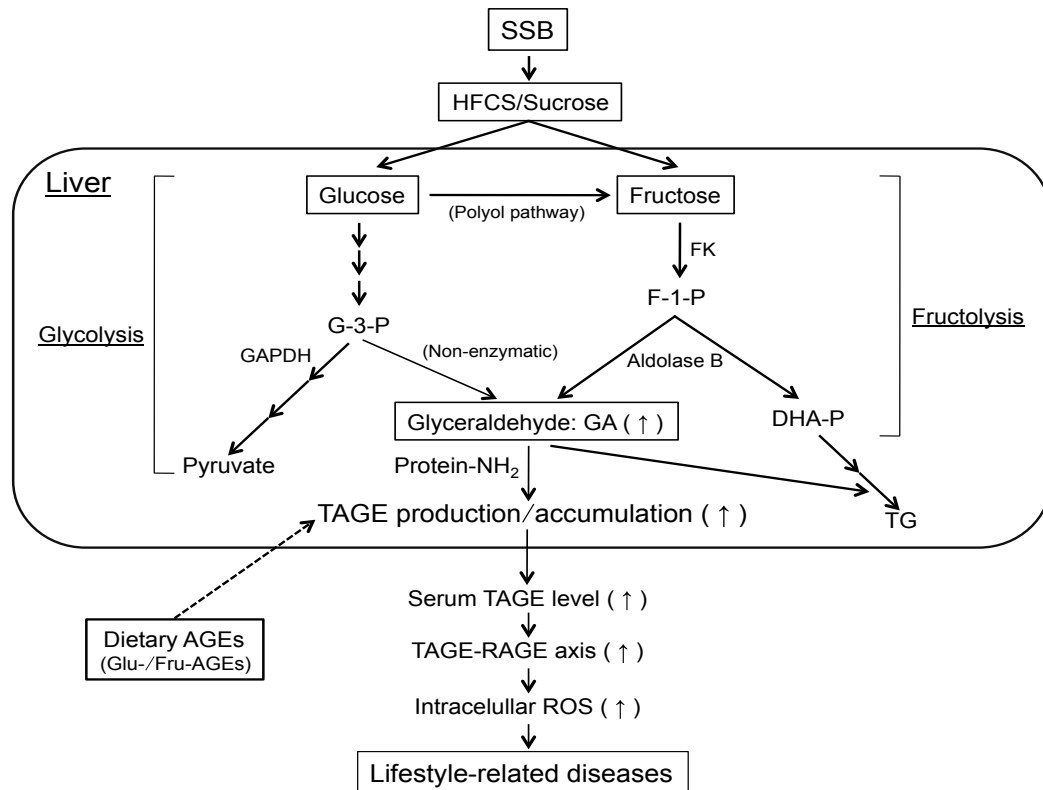 SSB
HFCS/Sucrose
Liver
Glucose
(Polyol pathway)
Fructose
FK
F-1-P
Glycolysis
Fructolysis
G-3-P
GAPDH
(Non-enzymatic)
Aldolase B
Glyceraldehyde: GA ( ↑ )
DHA-P
Pyruvate
Protein-NH₂
TAGE production/accumulation ( ↑ )
TG
Serum TAGE level ( ↑ )
Dietary AGEs
(Glu-/Fru-AGEs)
TAGE-RAGE axis ( ↑ )
Intracelullar ROS ( ↑ )
Lifestyle-related diseases